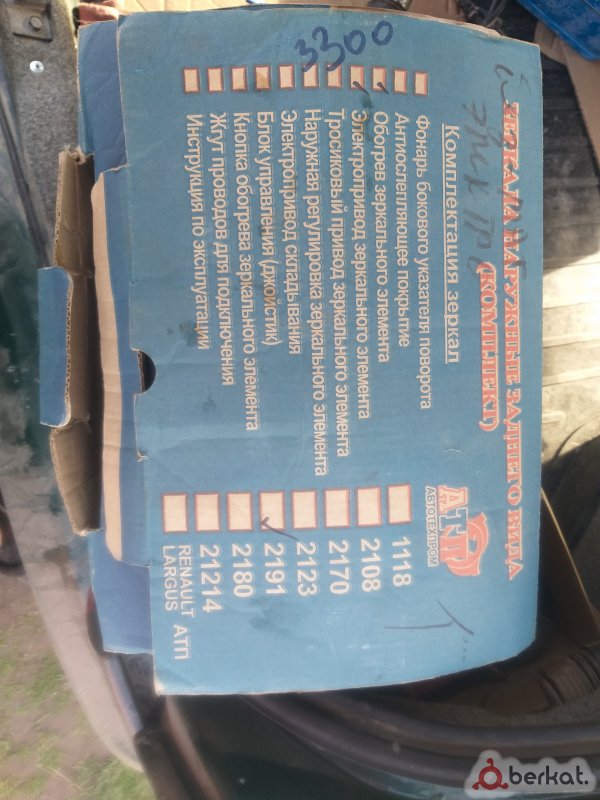 ЗЕРКАЛА НАРУЖНЫЕ ЗАДНЕГО ВИДА
(КОМПЛЕКТ)
Комплектация зеркал
Фонарь бокового указателя поворота
Антиослепляющее покрытие
Обогрев зеркального элемента
Электропривод зеркального элемента
Тросиковый привод зеркального элемента
Наружная регулировка зеркального элемента
Электропривод складывания
Блок управления (джойстик)
Кнопка обогрева зеркального элемента
Жгут проводов для подключения
Инструкция по эксплуатации
3300
АТП
АВТОТЕХПРОМ
1118
2108
2170
2123
2191
2180
21214
RENAULT АТП
LARGUS
berkat.